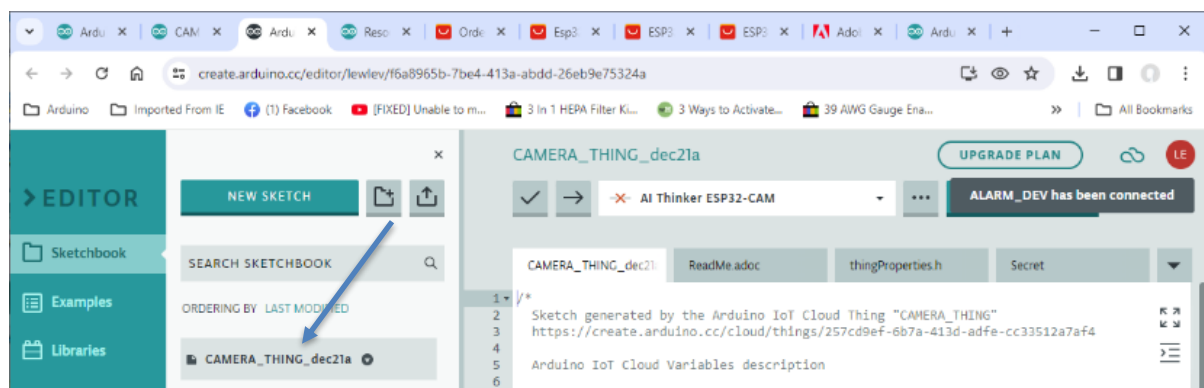 Ardu
CAM
Ardu
Reso
Orde
Esp3
ESP3
ESP3
Adol
Ardu
create.arduino.cc/editor/lewlev/f6a8965b-7be4-413a-abdd-26eb9e75324a
Arduino
Imported From IE
(1) Facebook
[FIXED] Unable to m...
3 In 1 HEPA Filter Ki...
3 Ways to Activate...
39 AWG Gauge Ena...
»
All Bookmarks
CAMERA_THING_dec21a
UPGRADE PLAN
LE
>EDITOR
NEW SKETCH
AI Thinker ESP32-CAM
ALARM_DEV has been connected
Sketchbook
SEARCH SKETCHBOOK
CAMERA_THING_dec21
ReadMe.adoc
thingProperties.h
Secret
Examples
ORDERING BY LAST MODIFIED
Libraries
CAMERA_THING_dec21a
1 /*
2 Sketch generated by the Arduino IoT Cloud Thing "CAMERA_THING"
3 https://create.arduino.cc/cloud/things/257cd9ef-6b7a-413d-adfe-cc33512a7af4
4
5 Arduino IoT Cloud Variables description
6